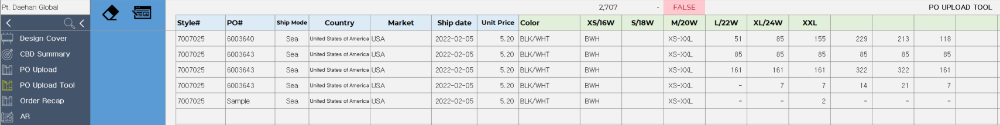 Pt. Daehan Global 2,707 - FALSE PO UPLOAD TOOL
Style# PO# Ship Mode Country Market Ship date Unit Price Color XS/16W S/18W M/20W L/22W XL/24W XXL
Design Cover 7007025 6003640 Sea United States of America USA 2022-02-05 5.20 BLK/WHT BWH XS-XXL 51 85 155 229 213 118
CBD Summary 7007025 6003643 Sea United States of America USA 2022-02-05 5.20 BLK/WHT BWH XS-XXL 85 85 85 85 85 85
PO Upload 7007025 6003643 Sea United States of America USA 2022-02-05 5.20 BLK/WHT BWH XS-XXL 161 161 161 322 322 161
PO Upload Tool 7007025 6003643 Sea United States of America USA 2022-02-05 5.20 BLK/WHT BWH XS-XXL - 7 7 14 21 7
Order Recap 7007025 Sample Sea United States of America USA 2022-02-05 5.20 BLK/WHT BWH XS-XXL - - 2 - - -
AR